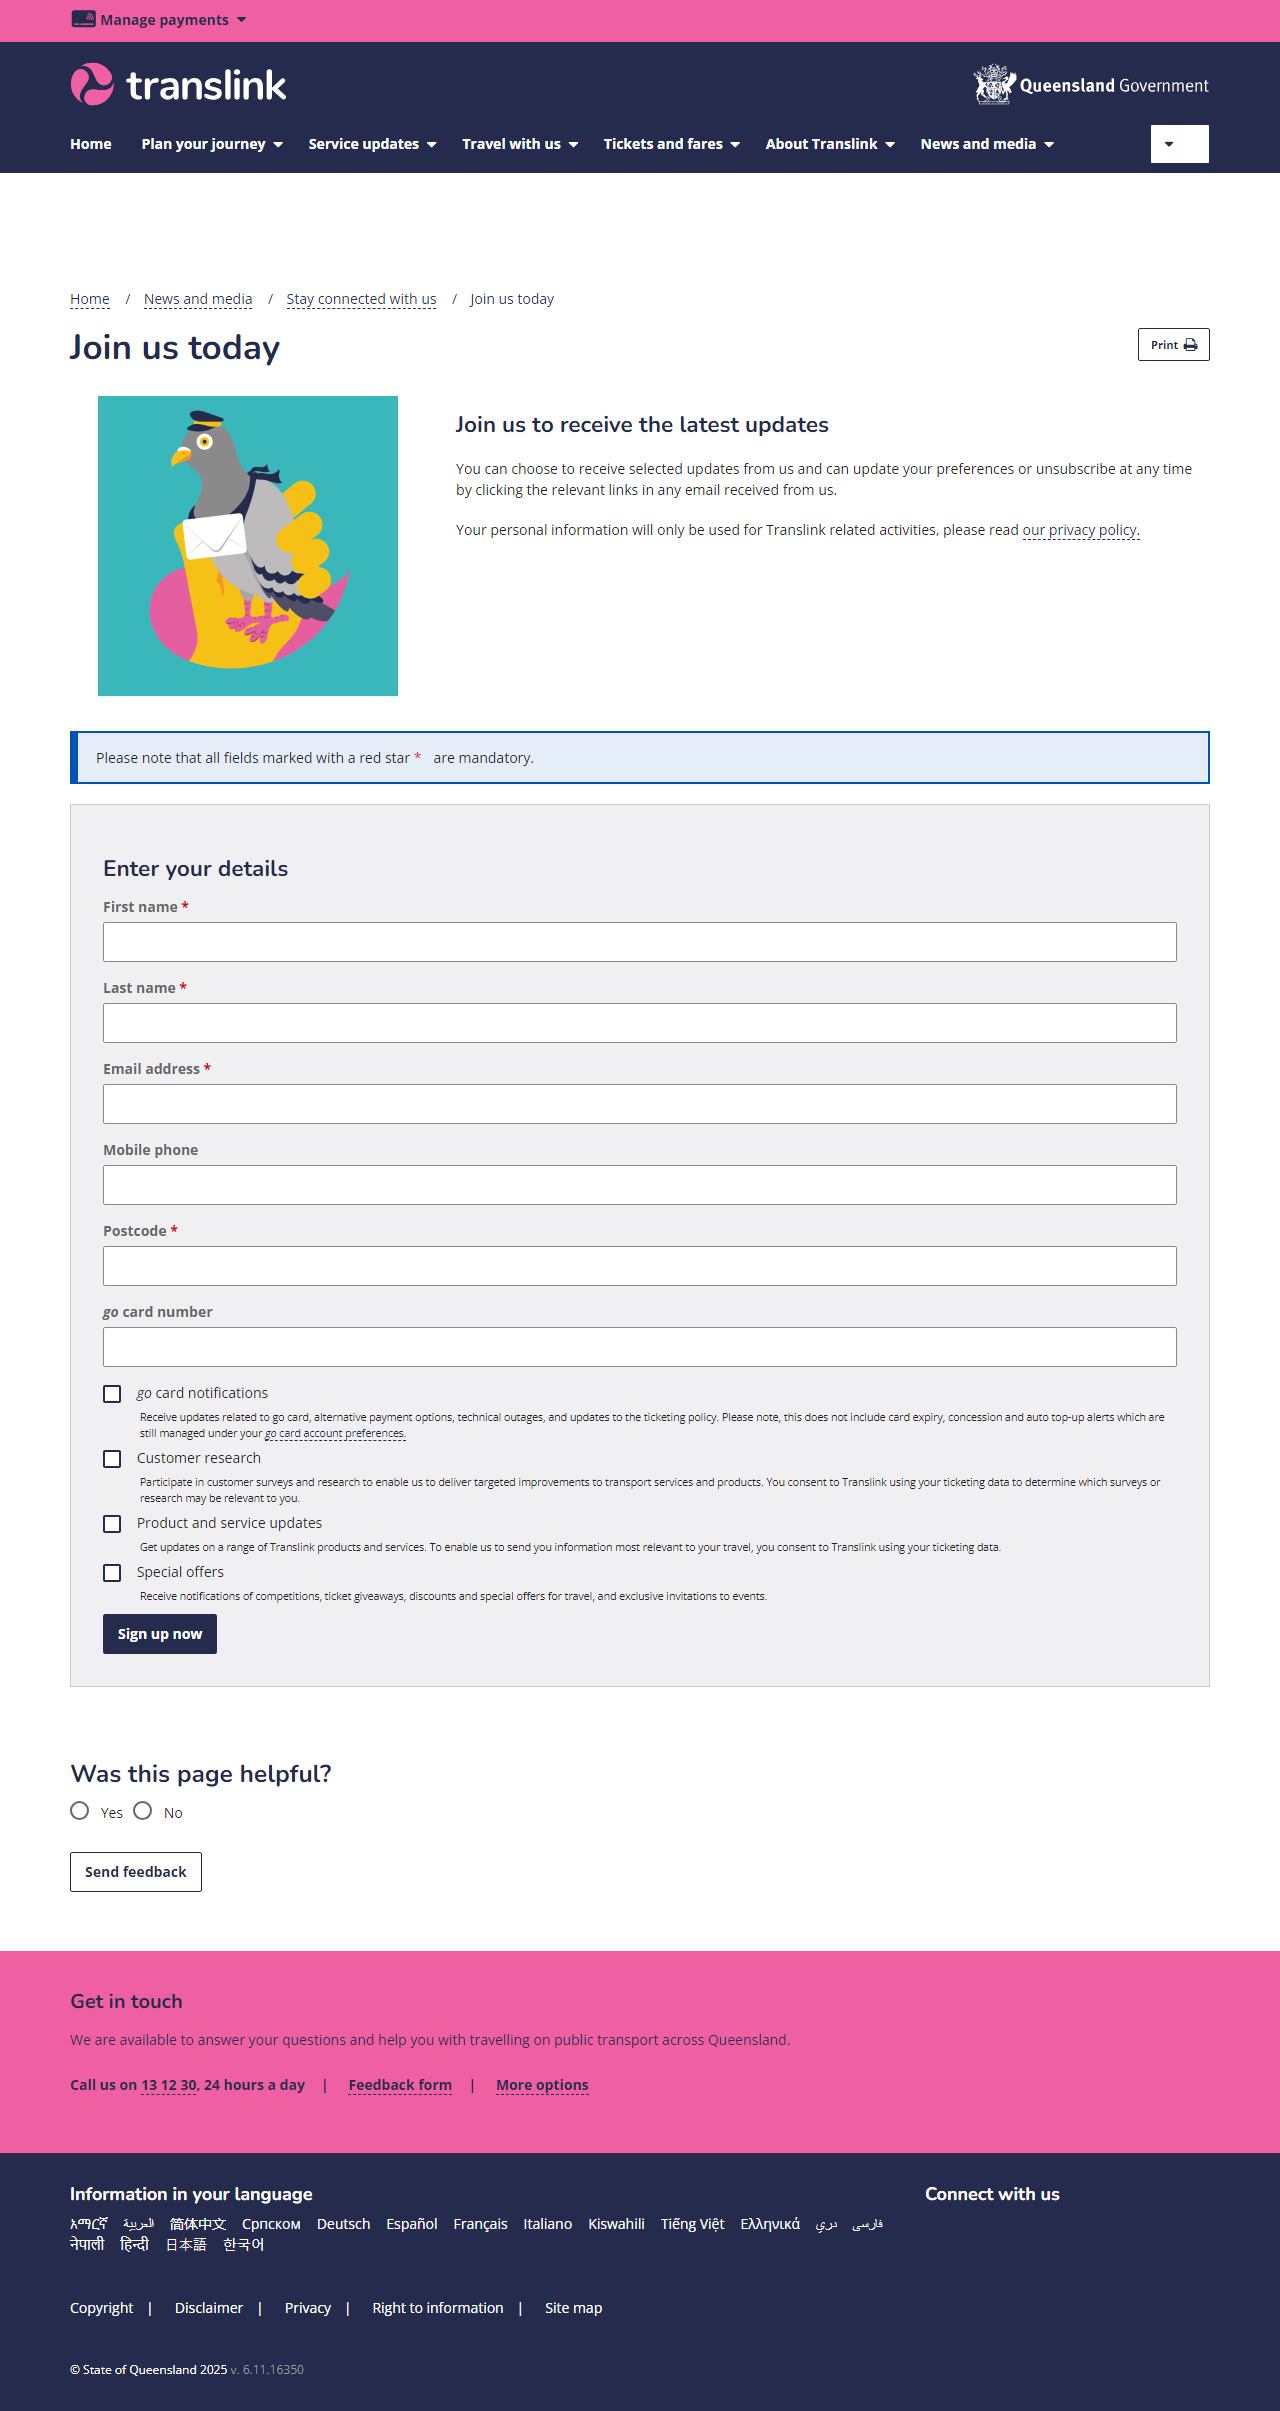 Manage payments
translink
Queensland Government
Home Plan your journey Service updates Travel with us Tickets and fares About Translink News and media
Home / News and media / Stay connected with us / Join us today
Join us today
Print
Join us to receive the latest updates
You can choose to receive selected updates from us and can update your preferences or unsubscribe at any time
by clicking the relevant links in any email received from us.
Your personal information will only be used for Translink related activities, please read our privacy policy.
Please note that all fields marked with a red star * are mandatory.
Enter your details
First name *
Last name *
Email address *
Mobile phone
Postcode *
go card number
go card notifications
Receive updates related to go card, alternative payment options, technical outages, and updates to the ticketing policy. Please note, this does not include card expiry, concession and auto top-up alerts which are
still managed under your go card account preferences.
Customer research
Participate in customer surveys and research to enable us to deliver targeted improvements to transport services and products. You consent to Translink using your ticketing data to determine which surveys or
research may be relevant to you.
Product and service updates
Get updates on a range of Translink products and services. To enable us to send you information most relevant to your travel, you consent to Translink using your ticketing data.
Special offers
Receive notifications of competitions, ticket giveaways, discounts and special offers for travel, and exclusive invitations to events.
Sign up now
Was this page helpful?
Yes No
Send feedback
Get in touch
We are available to answer your questions and help you with travelling on public transport across Queensland.
Call us on 13 12 30, 24 hours a day | Feedback form | More options
Information in your language
Connect with us
አማርኛ العربية 简体中文 Српском Deutsch Español Français Italiano Kiswahili Tiếng Việt Ελληνικά دري فارسی
नेपाली हिन्दी 日本語 한국어
Copyright | Disclaimer | Privacy | Right to information | Site map
© State of Queensland 2025 v. 6.11.16350